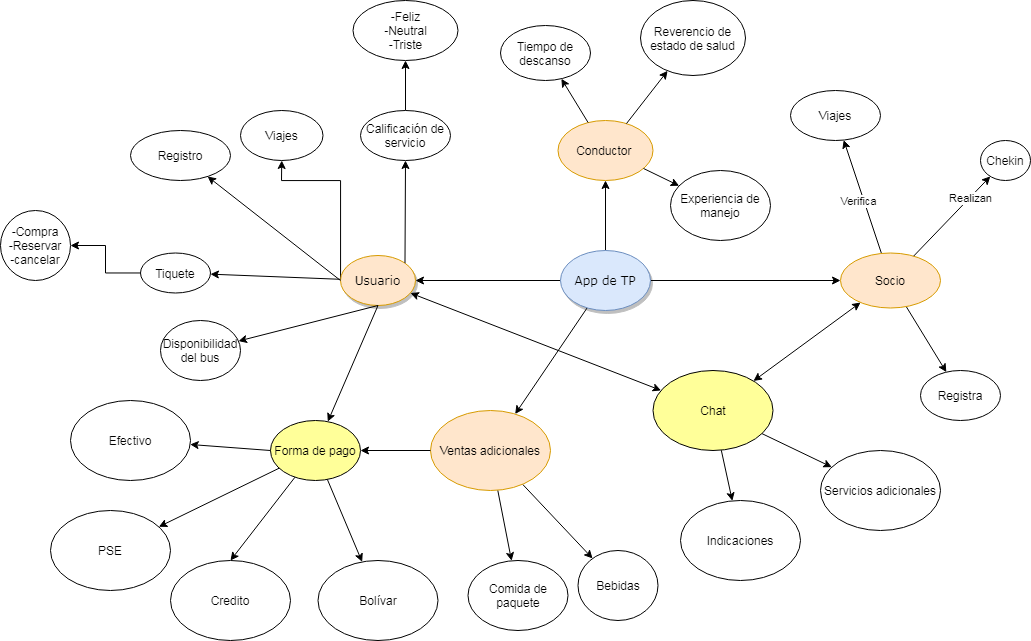 -Feliz
-Neutral
-Triste
Tiempo de
descanso
Reverencio de
estado de salud
Viajes
Calificación de
servicio
Viajes
Registro
Conductor
Chekin
Experiencia de
manejo
Verifica
Realizan
-Compra
-Reservar
-cancelar
Tiquete
Usuario
App de TP
Socio
Disponibilidad
del bus
Chat
Registra
Efectivo
Forma de pago
Ventas adicionales
Servicios adicionales
PSE
Indicaciones
Credito
Bolívar
Comida de
paquete
Bebidas